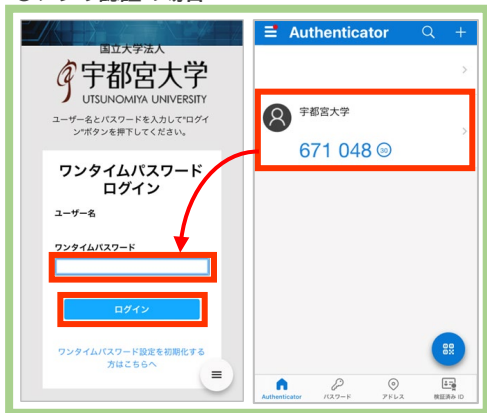 国立大学法人
宇都宮大学
UTSUNOMIYA UNIVERSITY
ユーザー名とパスワードを入力して"ログイ
ン"ボタンを押下してください。
ワンタイムパスワード
ログイン
ユーザー名
ワンタイムパスワード
ログイン
ワンタイムパスワード設定を初期化する
方はこちらへ
Authenticator
宇都宮大学
671 048
30
Authenticator
パスワード
アドレス
検証済み ID